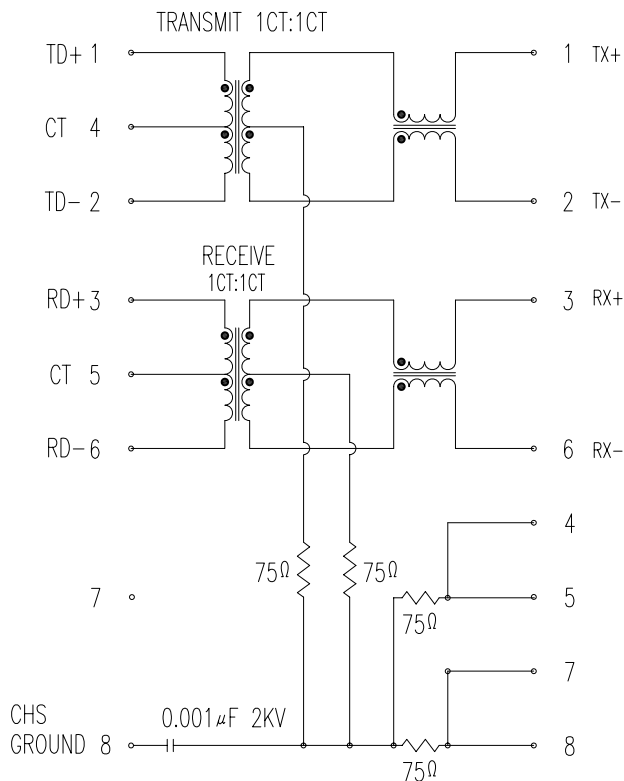 TRANSMIT 1CT:1CT
TD+ 1
1 TX+
CT 4
TD- 2
2 TX-
RECEIVE
1CT:1CT
RD+ 3
3 RX+
CT 5
RD- 6
6 RX-
4
75Ω
75Ω
7
5
75Ω
7
CHS
GROUND 8
0.001μF 2KV
8
75Ω